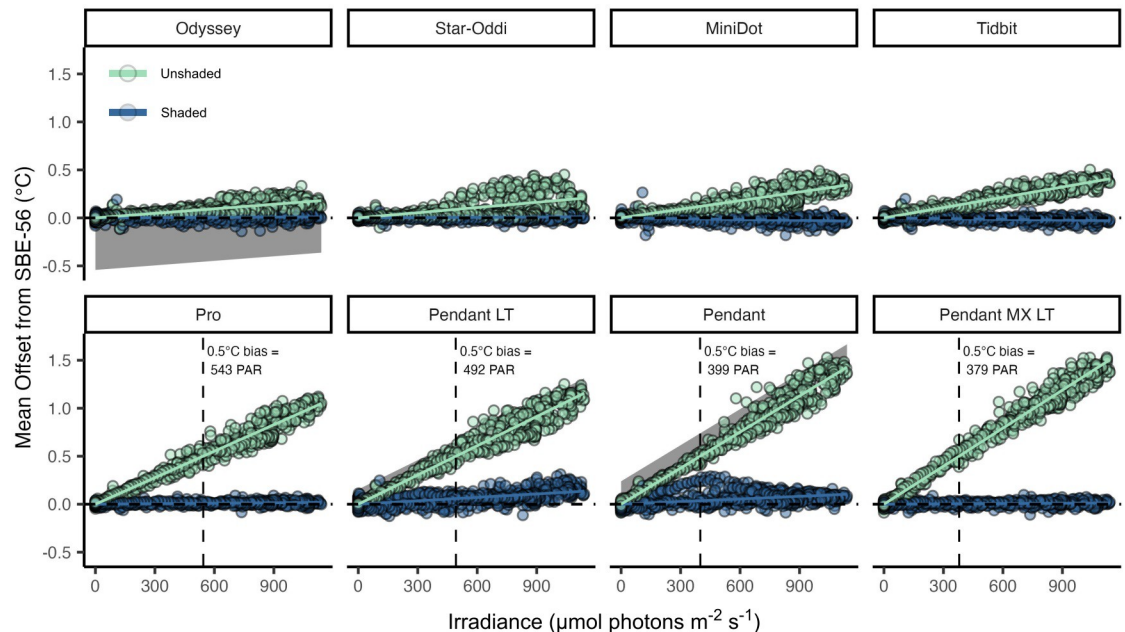 Odyssey
Star-Oddi
MiniDot
Tidbit
Unshaded
Shaded
1.5
1.0
0.5
0.0
-0.5
Mean Offset from SBE-56 (°C)
Pro
Pendant LT
Pendant
Pendant MX LT
0.5°C bias =
543 PAR
0.5°C bias =
492 PAR
0.5°C bias =
399 PAR
0.5°C bias =
379 PAR
1.5
1.0
0.5
0.0
-0.5
0 300 600 900
0 300 600 900
0 300 600 900
0 300 600 900
Irradiance (μmol photons m⁻² s⁻¹)